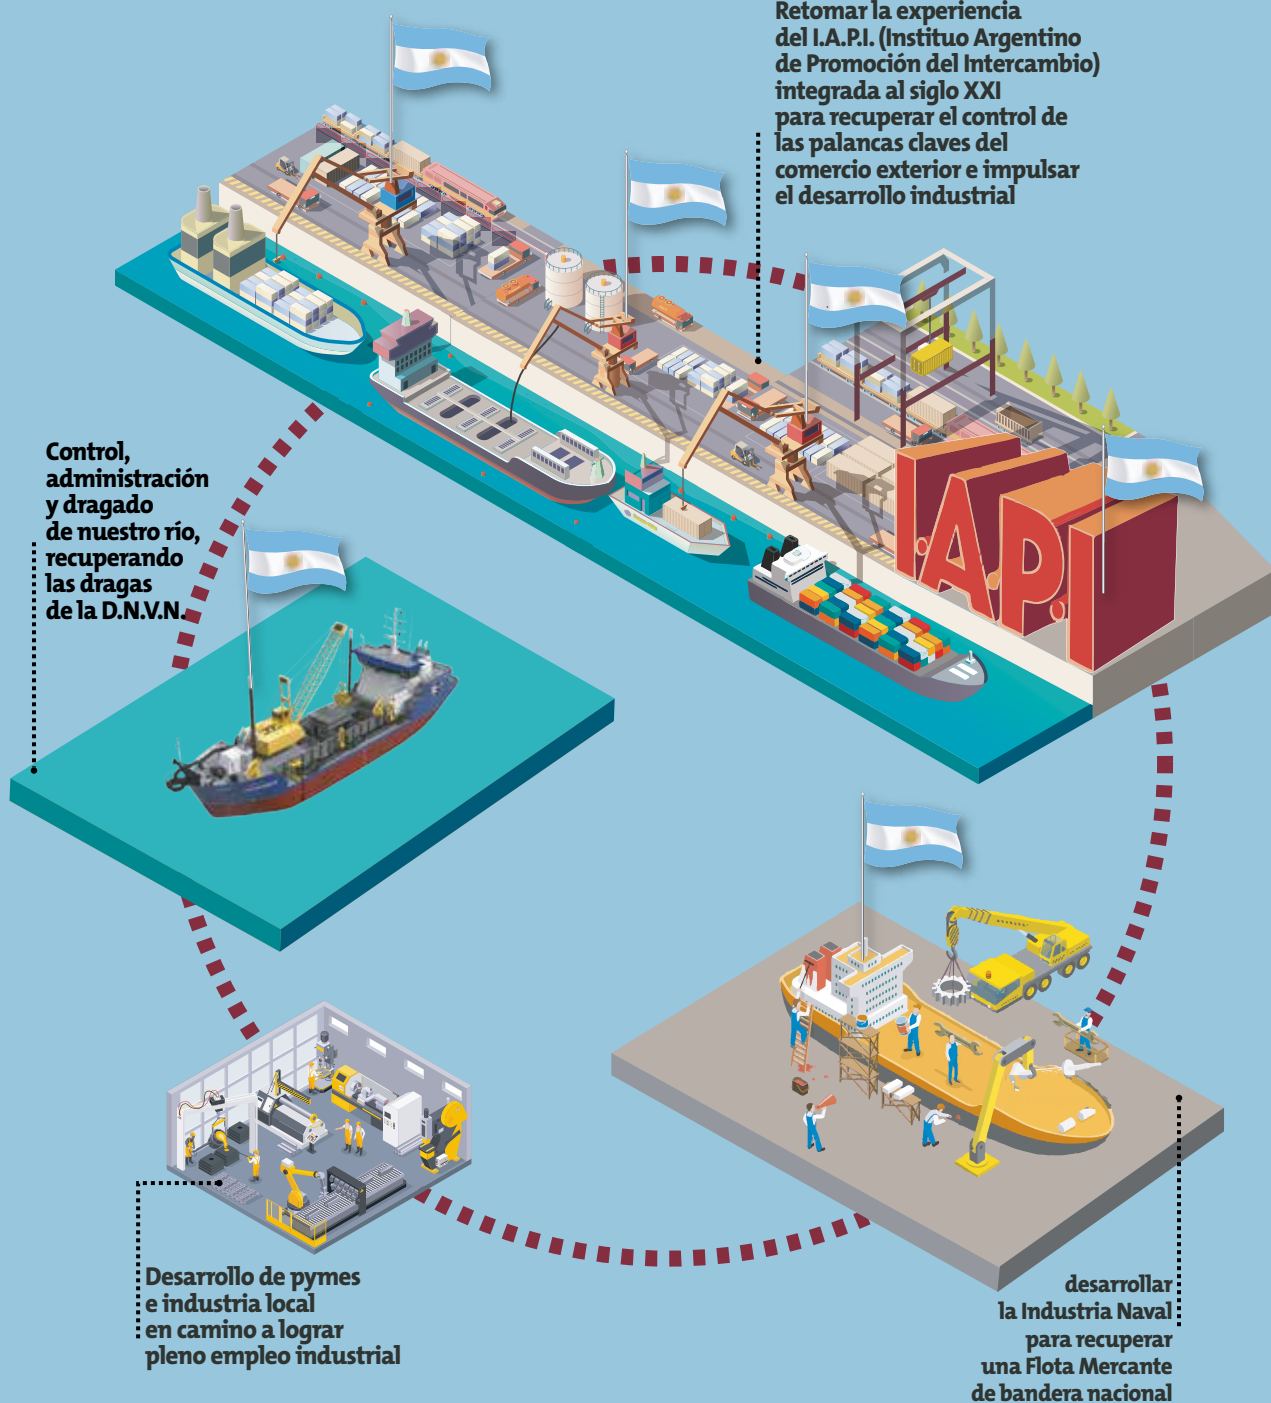 Retomar la experiencia
del I.A.P.I. (Instituo Argentino
de Promoción del Intercambio)
integrada al siglo XXI
para recuperar el control de
las palancas claves del
comercio exterior e impulsar
el desarrollo industrial
I.A.P.I
Control,
administración
y dragado
de nuestro río,
recuperando
las dragas
de la D.N.V.N.
Desarrollo de pymes
e industria local
en camino a lograr
pleno empleo industrial
desarrollar
la Industria Naval
para recuperar
una Flota Mercante
de bandera nacional